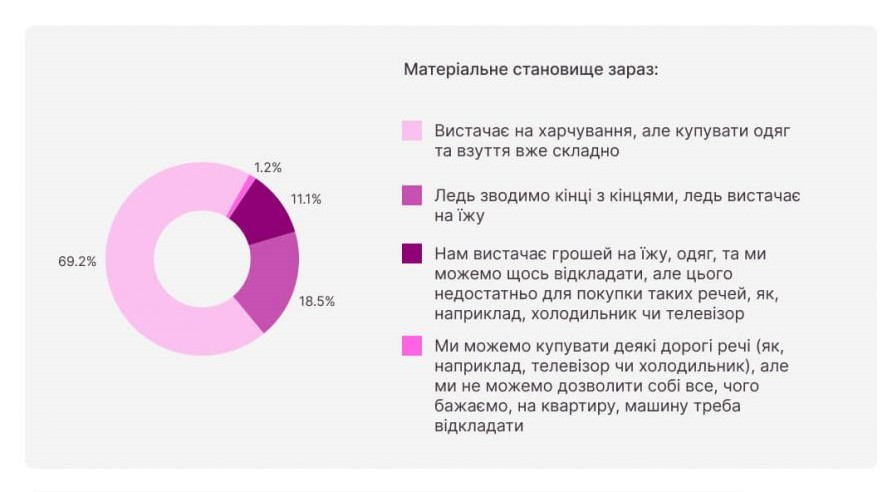 Матеріальне становище зараз:
Вистачає на харчування, але купувати одяг
та взуття вже складно
Ледь зводимо кінці з кінцями, ледь вистачає
на їжу
Нам вистачає грошей на їжу, одяг, та ми
можемо щось відкладати, але цього
недостатньо для покупки таких речей, як,
наприклад, холодильник чи телевізор
Ми можемо купувати деякі дорогі речі (як,
наприклад, телевізор чи холодильник), але
ми не можемо дозволити собі все, чого
бажаємо, на квартиру, машину треба
відкладати
1.2%
11.1%
69.2%
18.5%